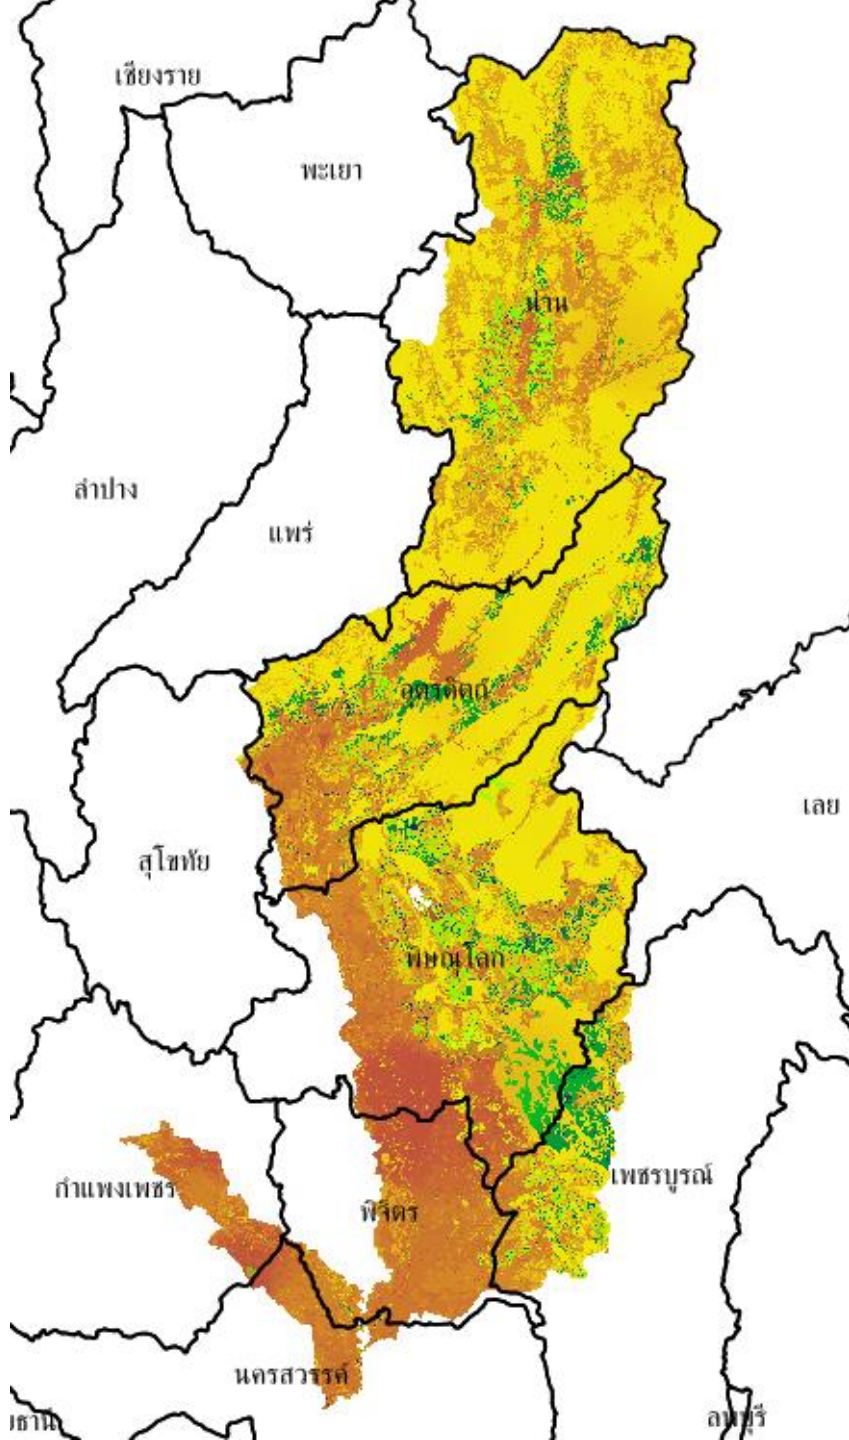 เชียงราย
พะเยา
น่าน
ลำปาง
แพร่
อุตรดิตถ์
เลย
สุโขทัย
พิษณุโลก
เพชรบูรณ์
กำแพงเพชร
พิจิตร
นครสวรรค์
ลพบุรี